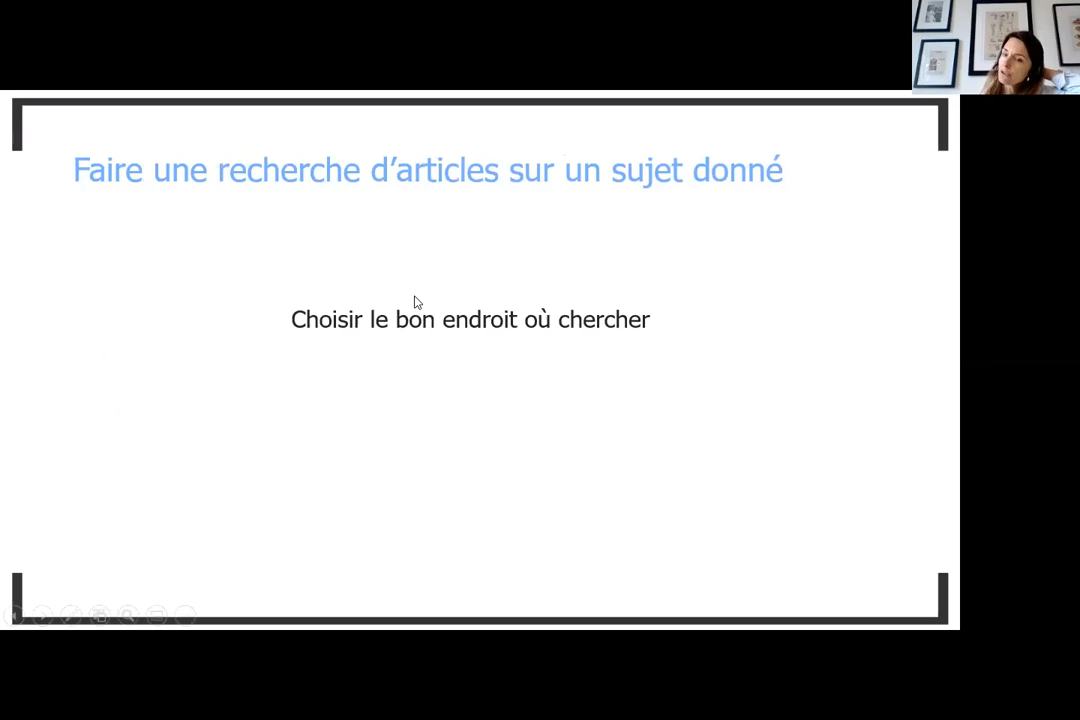 Faire une recherche d’articles sur un sujet donné
Choisir le bon endroit où chercher